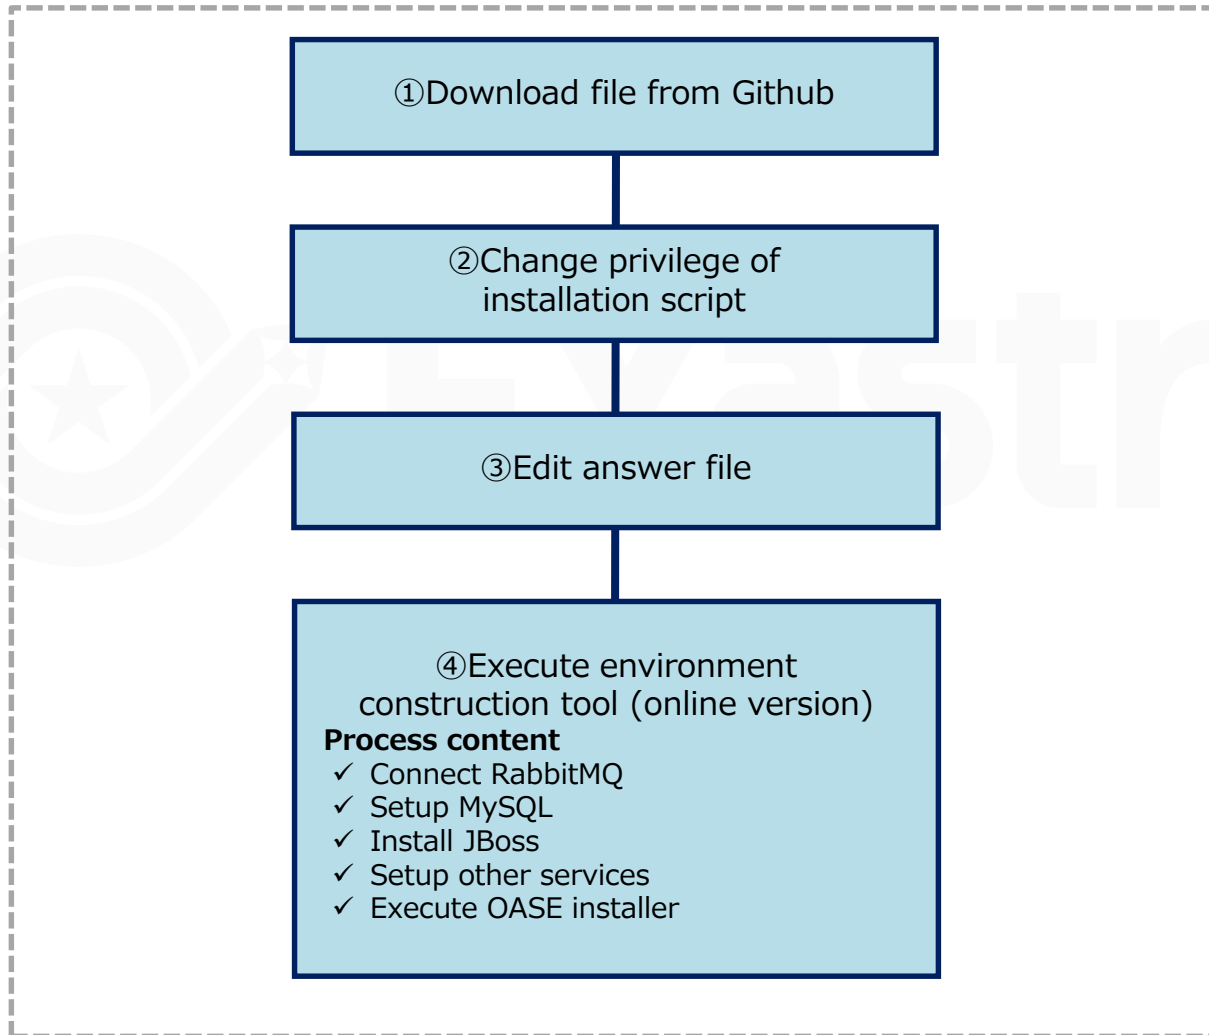 ①Download file from Github
②Change privilege of
installation script
③Edit answer file
④Execute environment
construction tool (online version)
Process content
✓ Connect RabbitMQ
✓ Setup MySQL
✓ Install JBoss
✓ Setup other services
✓ Execute OASE installer